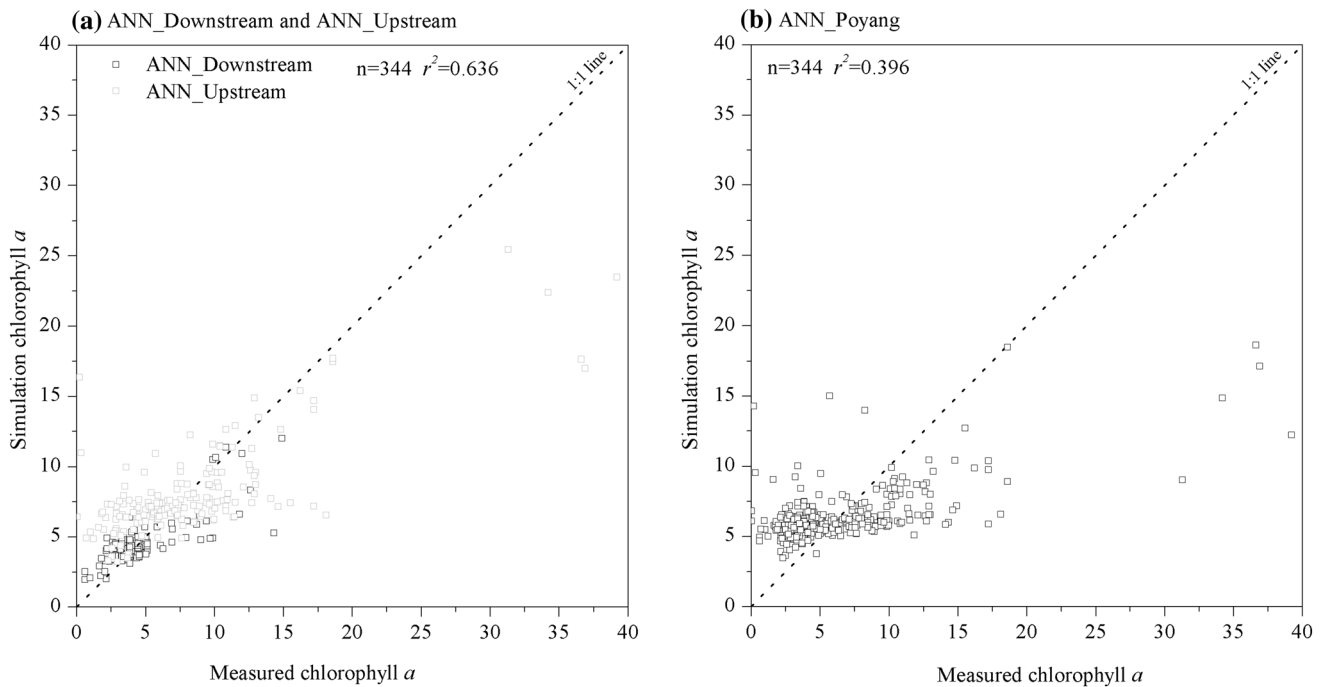 (a) ANN_Downstream and ANN_Upstream
40
35
30
25
20
15
10
5
0
0 5 10 15 20 25 30 35 40
ANN_Downstream
ANN_Upstream
n=344 r²=0.636
1:1 line
Simulation chlorophyll a
Measured chlorophyll a
(b) ANN_Poyang
40
35
30
25
20
15
10
5
0
0 5 10 15 20 25 30 35 40
n=344 r²=0.396
1:1 line
Simulation chlorophyll a
Measured chlorophyll a